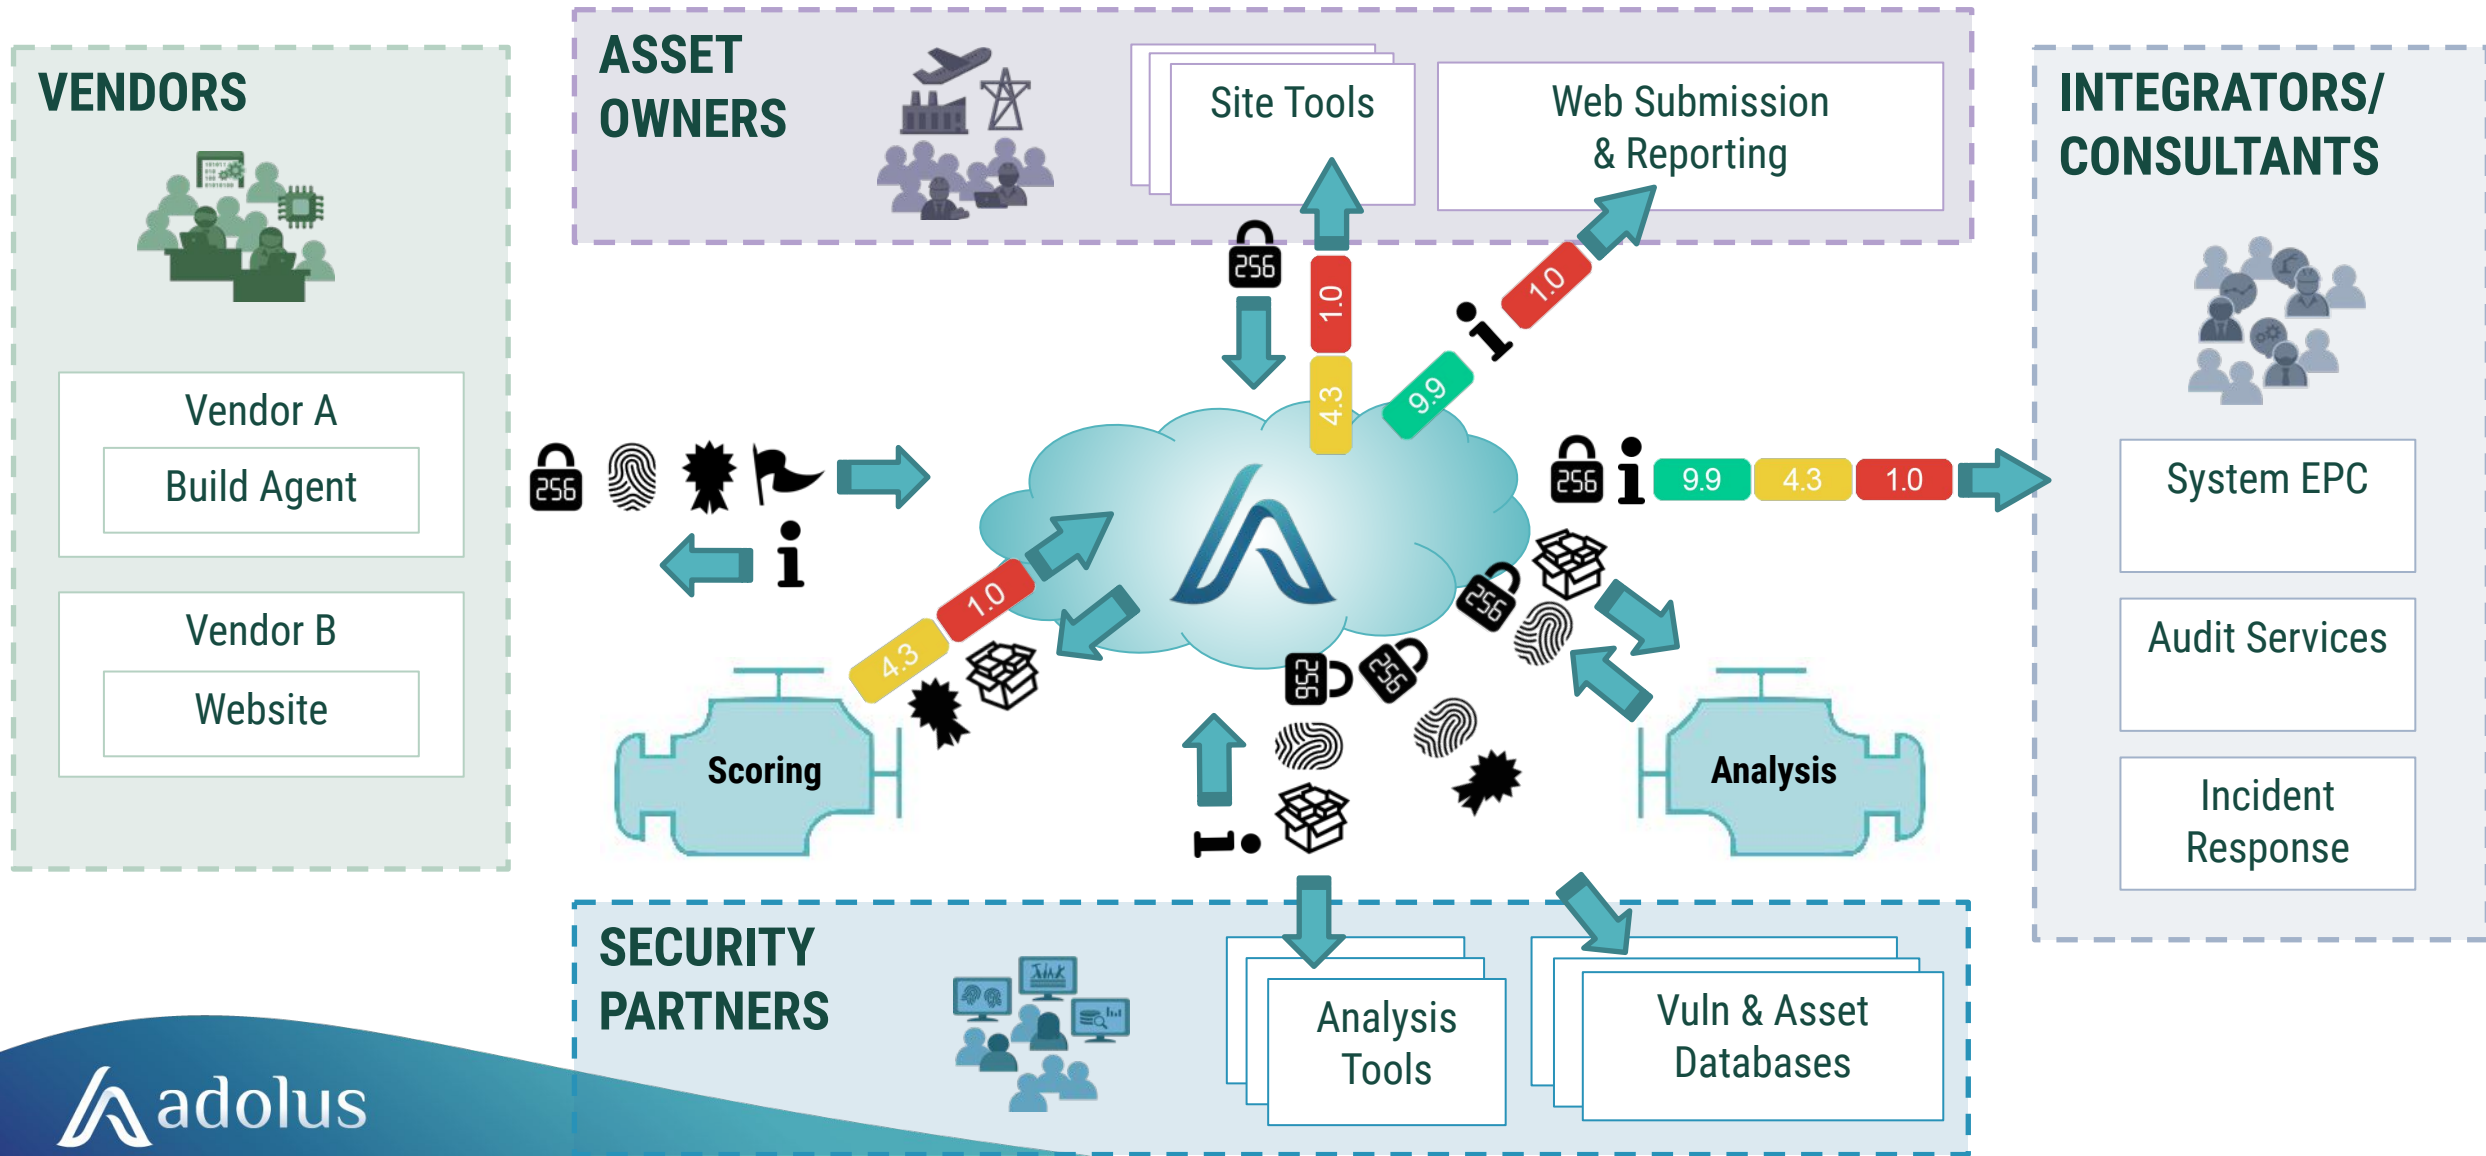 VENDORS
Vendor A
Build Agent
Vendor B
Website
ASSET
OWNERS
Site Tools
Web Submission
& Reporting
INTEGRATORS/
CONSULTANTS
System EPC
Audit Services
Incident
Response
256
1.0
4.3
i
1.0
9.9
256
i
256
i
9.9
4.3
1.0
1.0
4.3
256
256
256
i
Scoring
Analysis
SECURITY
PARTNERS
Analysis
Tools
Vuln & Asset
Databases
adolus